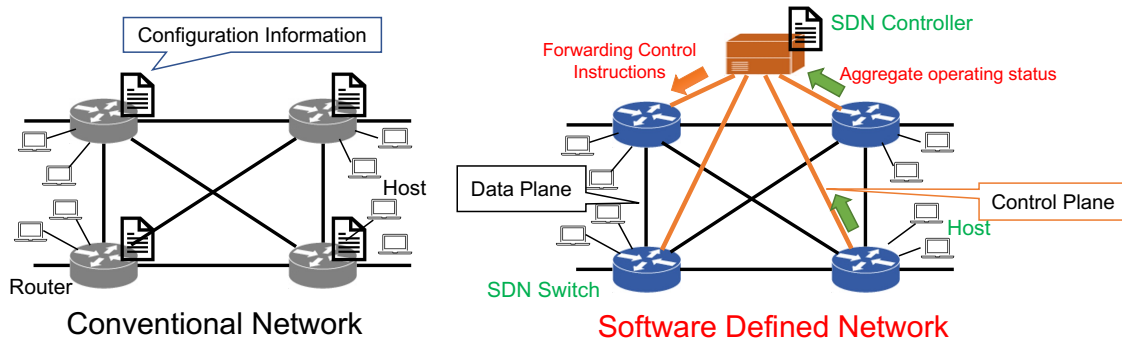 Configuration Information
Host
Router
Conventional Network
SDN Controller
Forwarding Control
Instructions
Aggregate operating status
Data Plane
Control Plane
Host
SDN Switch
Software Defined Network